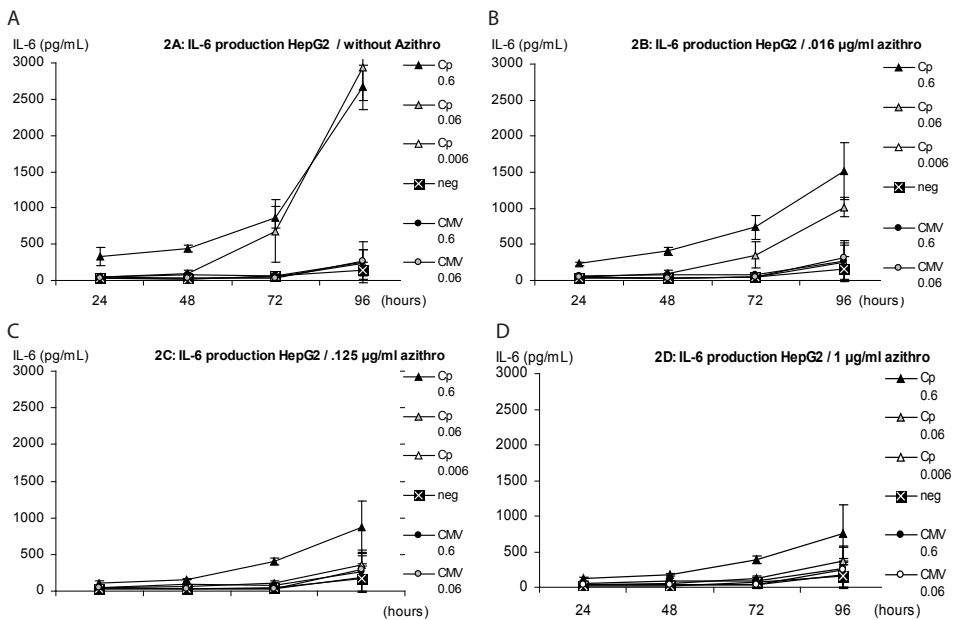 A
IL-6 (pg/mL) 2A: IL-6 production HepG2 / without Azithro
3000
2500
2000
1500
1000
500
0
24 48 72 96 (hours)
Cp
0.6
Cp
0.06
Cp
0.006
neg
CMV
0.6
CMV
0.06
B
IL-6 (pg/mL) 2B: IL-6 production HepG2 / .016 µg/ml azithro
3000
2500
2000
1500
1000
500
0
24 48 72 96 (hours)
Cp
0.6
Cp
0.06
Cp
0.006
neg
CMV
0.6
CMV
0.06
C
IL-6 (pg/mL) 2C: IL-6 production HepG2 / .125 µg/ml azithro
3000
2500
2000
1500
1000
500
0
(hours)
Cp
0.6
Cp
0.06
Cp
0.006
neg
CMV
0.6
CMV
0.06
D
IL-6 (pg/mL) 2D: IL-6 production HepG2 / 1 µg/ml azithro
3000
2500
2000
1500
1000
500
0
24 48 72 96 (hours)
Cp
0.6
Cp
0.06
Cp
0.006
neg
CMV
0.6
CMV
0.06